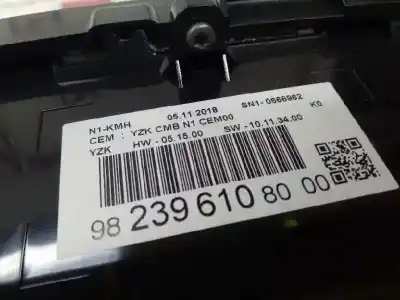 N1-KMH 05.11.2018 SN1-0666962
CEM : YZK CMB N1 CEM00 K0
YZK HW - 05.15.00 SW - 10.11.34.00
98 239 610 80 00